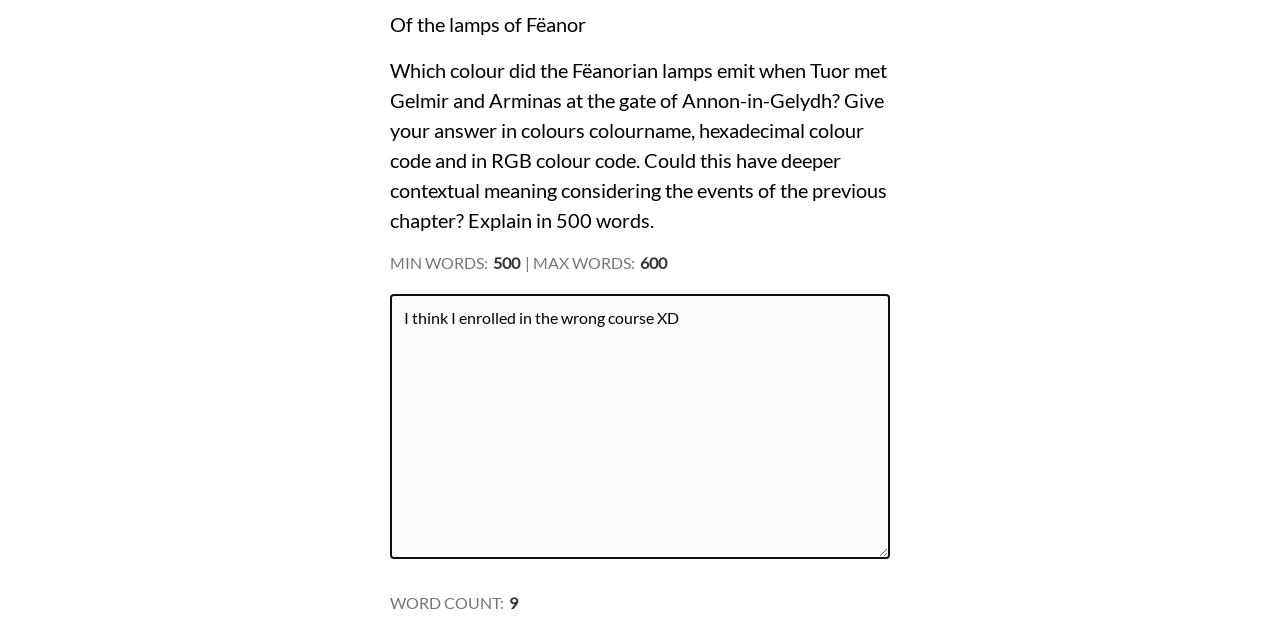 Of the lamps of Fëanor
Which colour did the Fëanorian lamps emit when Tuor met
Gelmir and Arminas at the gate of Annon-in-Gelydh? Give
your answer in colours colourname, hexadecimal colour
code and in RGB colour code. Could this have deeper
contextual meaning considering the events of the previous
chapter? Explain in 500 words.
MIN WORDS: 500 | MAX WORDS: 600
I think I enrolled in the wrong course XD
WORD COUNT: 9